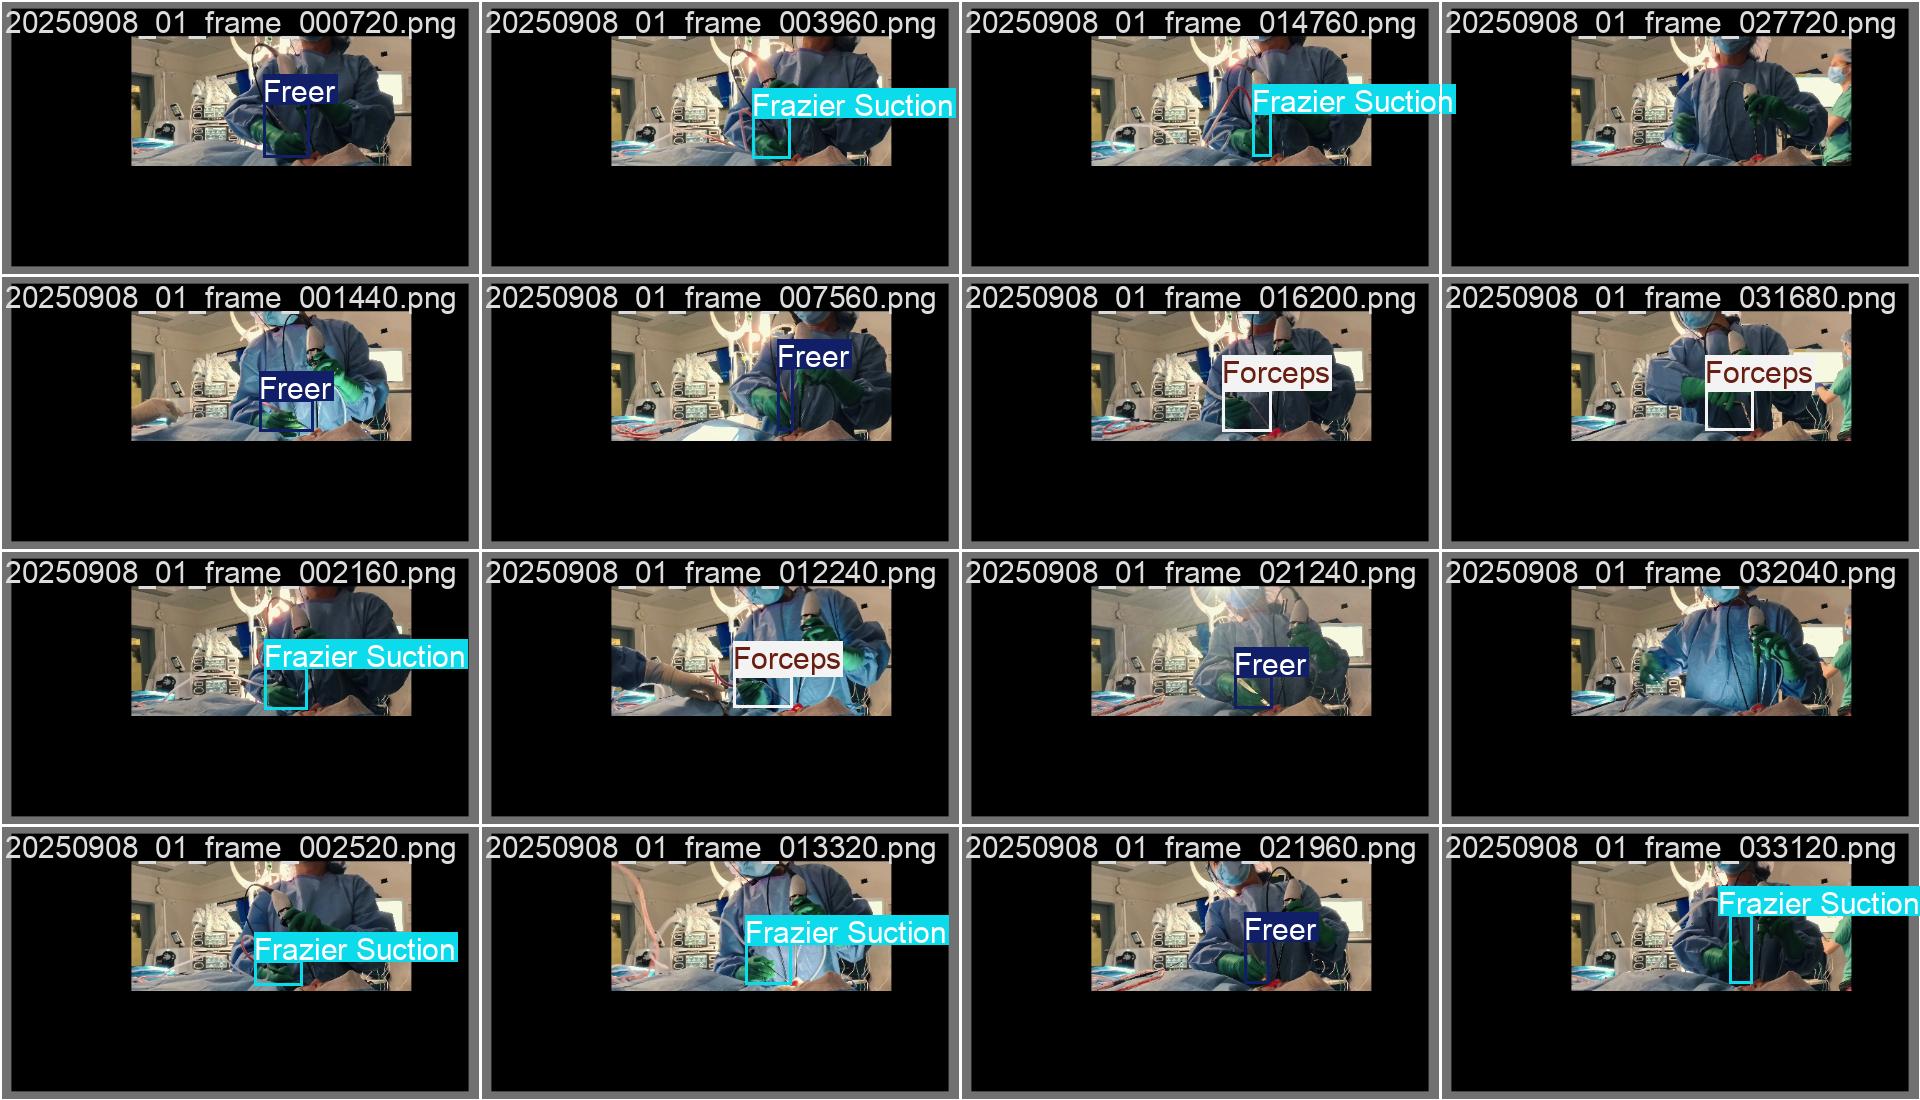 20250908_01_frame_000720.png
Freer
20250908_01_frame_003960.png
Frazier Suction
20250908_01_frame_014760.png
Frazier Suction
20250908_01_frame_027720.png
20250908_01_frame_001440.png
Freer
20250908_01_frame_007560.png
Freer
20250908_01_frame_016200.png
Forceps
20250908_01_frame_031680.png
Forceps
20250908_01_frame_002160.png
Frazier Suction
20250908_01_frame_012240.png
Forceps
20250908_01_frame_021240.png
Freer
20250908_01_frame_032040.png
20250908_01_frame_002520.png
Frazier Suction
20250908_01_frame_013320.png
Frazier Suction
20250908_01_frame_021960.png
Freer
20250908_01_frame_033120.png
Frazier Suction